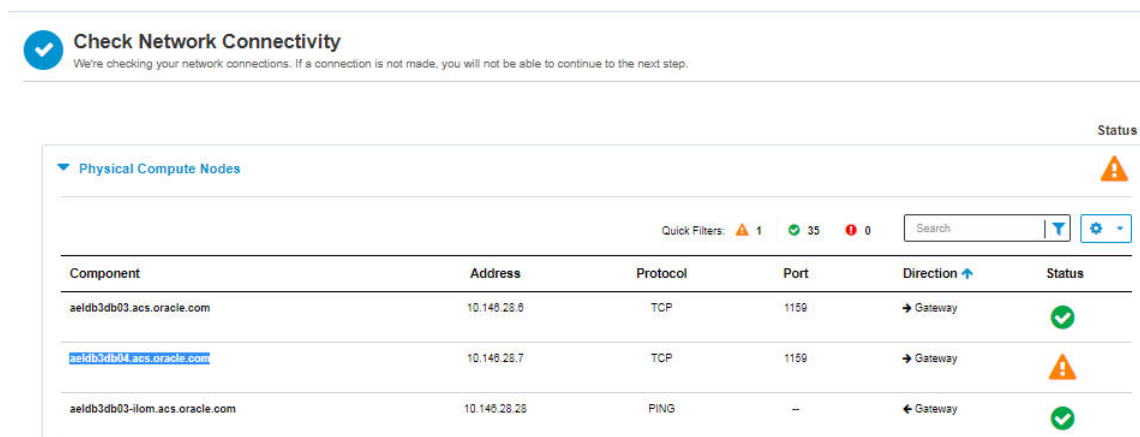 Check Network Connectivity
We're checking your network connections. If a connection is not made, you will not be able to continue to the next step.
Status
Physical Compute Nodes
Quick Filters: 1 35 0 Search
Component Address Protocol Port Direction Status
aeldb3db03.acs.oracle.com 10.146.28.6 TCP 1159 → Gateway
aeldb3db04.acs.oracle.com 10.146.28.7 TCP 1159 → Gateway
aeldb3db03-ilom.acs.oracle.com 10.146.28.28 PING -- ← Gateway